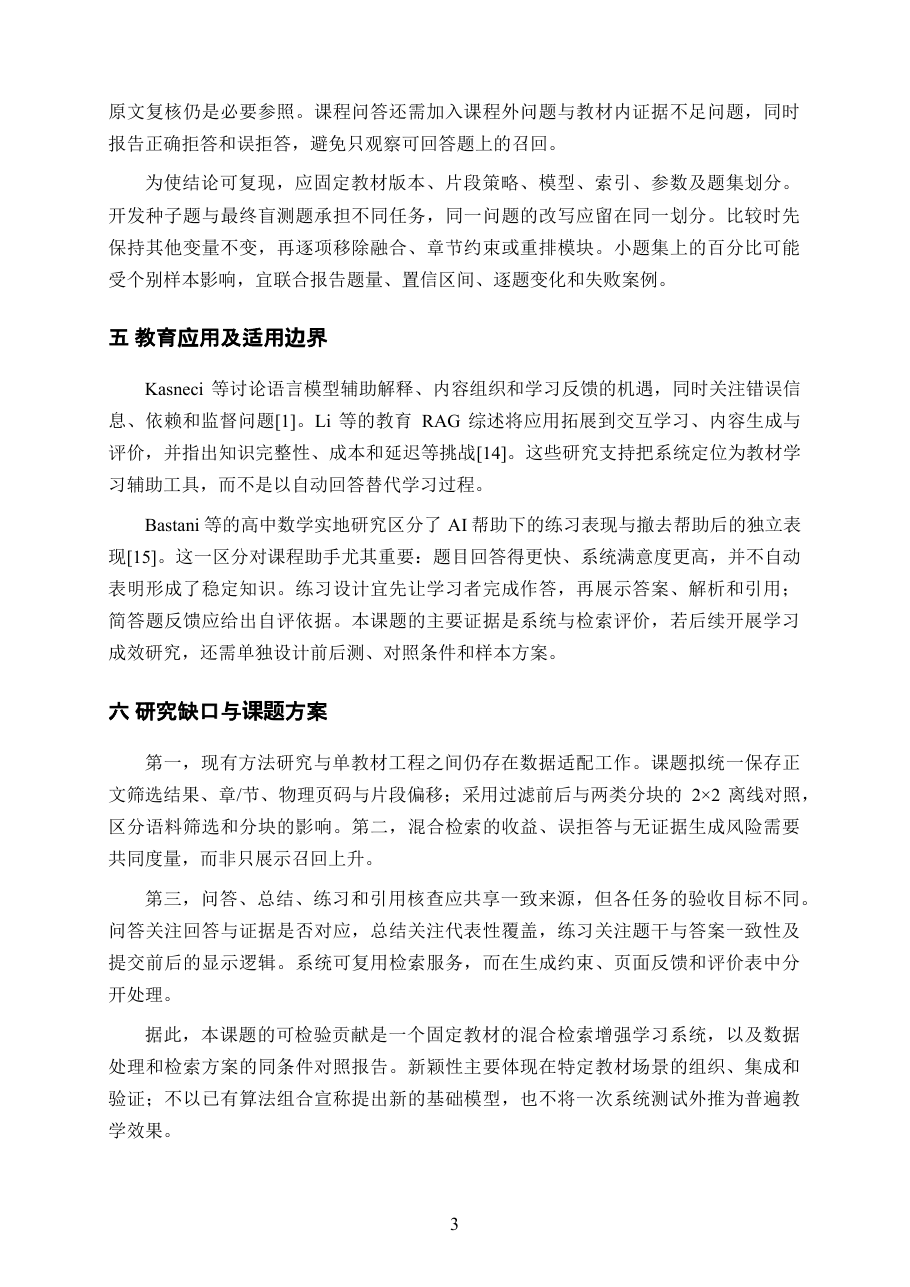 原文复核仍是必要参照。课程问答还需加入课程外问题与教材内证据不足问题，同时
报告正确拒答和误拒答，避免只观察可回答题上的召回。
为使结论可复现，应固定教材版本、片段策略、模型、索引、参数及题集划分。
开发种子题与最终盲测题承担不同任务，同一问题的改写应留在同一划分。比较时先
保持其他变量不变，再逐项移除融合、章节约束或重排模块。小题集上的百分比可能
受个别样本影响，宜联合报告题量、置信区间、逐题变化和失败案例。
五 教育应用及适用边界
Kasneci 等讨论语言模型辅助解释、内容组织和学习反馈的机遇，同时关注错误信
息、依赖和监督问题[1]。Li 等的教育 RAG 综述将应用拓展到交互学习、内容生成与
评价，并指出知识完整性、成本和延迟等挑战[14]。这些研究支持把系统定位为教材学
习辅助工具，而不是以自动回答替代学习过程。
Bastani 等的高中数学实地研究区分了 AI 帮助下的练习表现与撤去帮助后的独立表
现[15]。这一区分对课程助手尤其重要：题目回答得更快、系统满意度更高，并不自动
表明形成了稳定知识。练习设计宜先让学习者完成作答，再展示答案、解析和引用；
简答题反馈应给出自评依据。本课题的主要证据是系统与检索评价，若后续开展学习
成效研究，还需单独设计前后测、对照条件和样本方案。
六 研究缺口与课题方案
第一，现有方法研究与单教材工程之间仍存在数据适配工作。课题拟统一保存正
文筛选结果、章/节、物理页码与片段偏移；采用过滤前后与两类分块的 2×2 离线对照，
区分语料筛选和分块的影响。第二，混合检索的收益、误拒答与无证据生成风险需要
共同度量，而非只展示召回上升。
第三，问答、总结、练习和引用核查应共享一致来源，但各任务的验收目标不同。
问答关注回答与证据是否对应，总结关注代表性覆盖，练习关注题干与答案一致性及
提交前后的显示逻辑。系统可复用检索服务，而在生成约束、页面反馈和评价表中分
开处理。
据此，本课题的可检验贡献是一个固定教材的混合检索增强学习系统，以及数据
处理和检索方案的同条件对照报告。新颖性主要体现在特定教材场景的组织、集成和
验证；不以已有算法组合宣称提出新的基础模型，也不将一次系统测试外推为普遍教
学效果。
3